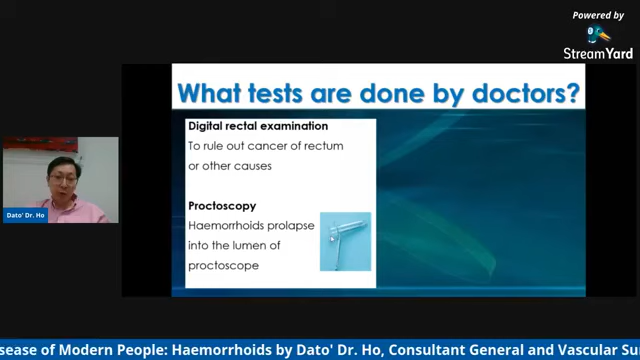 Powered by
StreamYard
What tests are done by doctors?
Digital rectal examination
To rule out cancer of rectum
or other causes
Proctoscopy
Haemorrhoids prolapse
into the lumen of
proctoscope
Dato' Dr. Ho
sease of Modern People: Haemorrhoids by Dato' Dr. Ho, Consultant General and Vascular Su